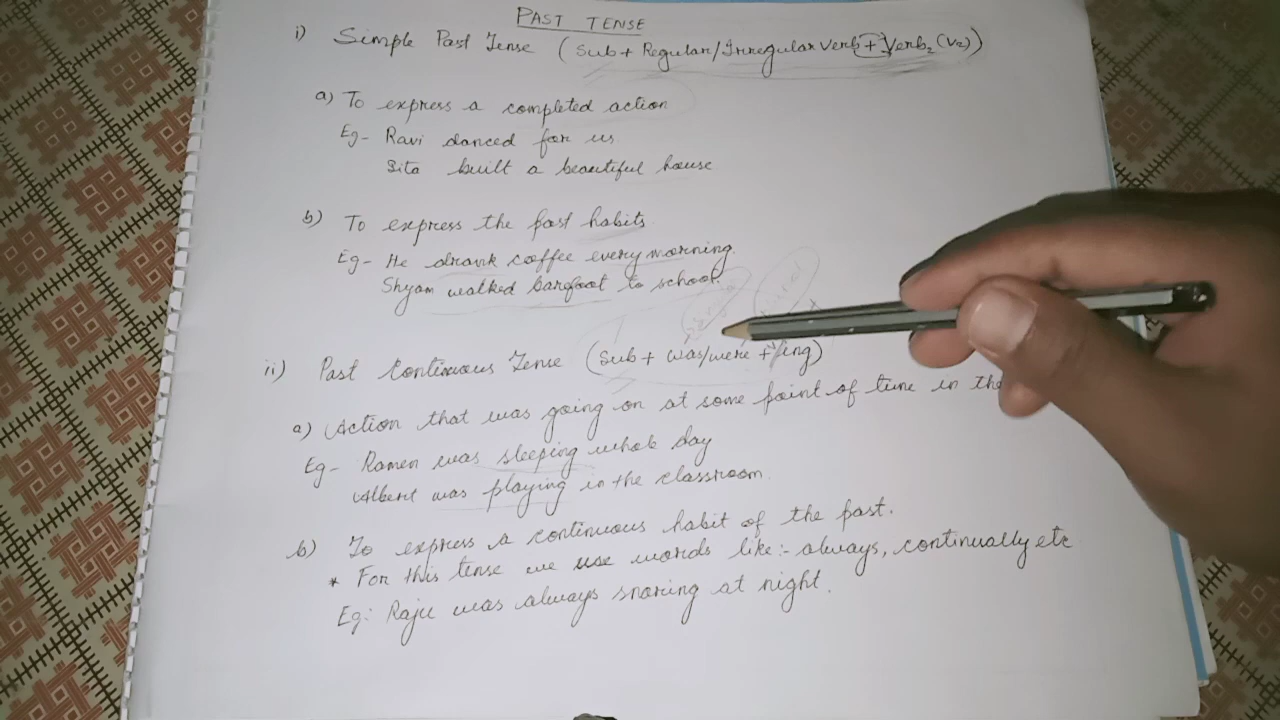 PAST TENSE
i) Simple Past Tense (Sub + Regular/Irregular Verb + Verb₂ (V₂))
a) To express a completed action
Eg- Ravi danced for us
Sita built a beautiful house
b) To express the past habits
Eg- He drank coffee every morning.
Shyam walked barefoot to school.
ii) Past Continuous Tense (Sub + was/were + ing)
a) Action that was going on at some point of time in the
Eg- Ramen was sleeping whole day
Albert was playing in the classroom.
b) To express a continuous habit of the past.
* For this tense we use words like:- always, continually etc
Eg: Raju was always snoring at night.